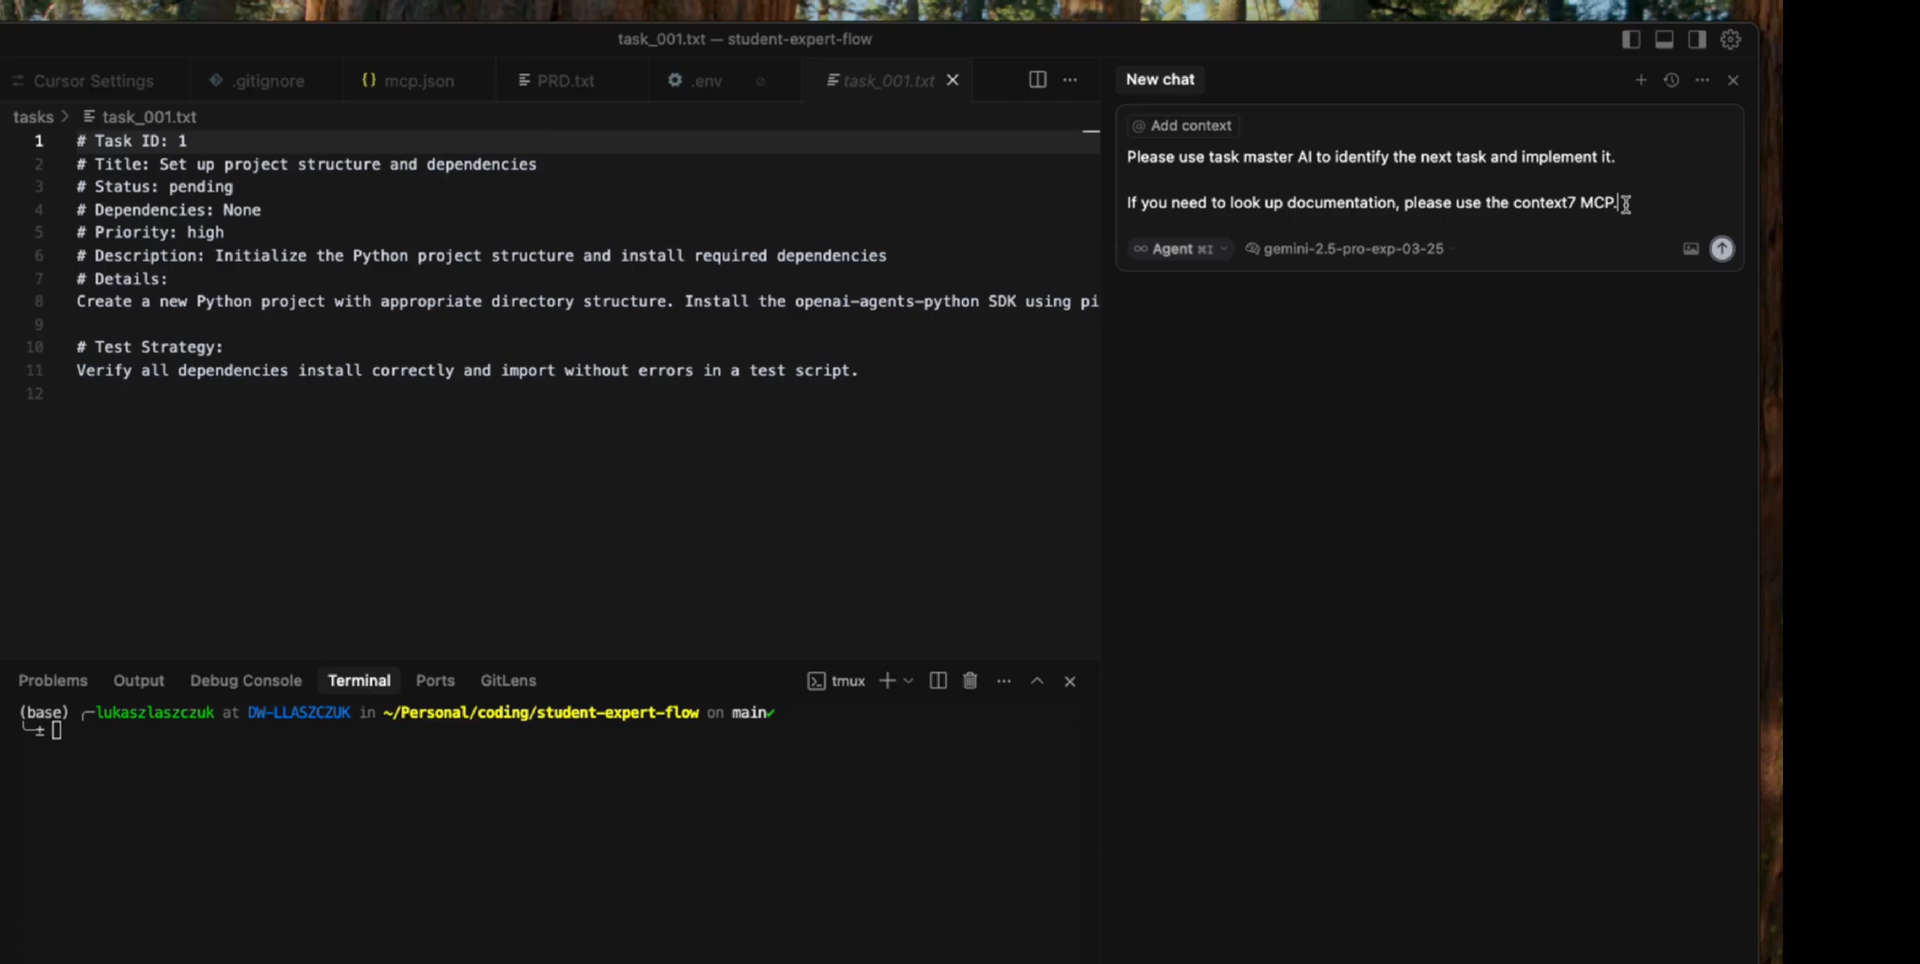 task_001.txt — student-expert-flow
Cursor Settings
.gitignore
{} mcp.json
PRD.txt
.env
task_001.txt
tasks > task_001.txt
1 # Task ID: 1
2 # Title: Set up project structure and dependencies
3 # Status: pending
4 # Dependencies: None
5 # Priority: high
6 # Description: Initialize the Python project structure and install required dependencies
7 # Details:
8 Create a new Python project with appropriate directory structure. Install the openai-agents-python SDK using pi
9
10 # Test Strategy:
11 Verify all dependencies install correctly and import without errors in a test script.
12
New chat
@ Add context
Please use task master AI to identify the next task and implement it.
If you need to look up documentation, please use the context7 MCP.
∞ Agent ⌘I gemini-2.5-pro-exp-03-25
Problems Output Debug Console Terminal Ports GitLens
tmux
(base) ╭─lukaszlaszczuk at DW-LLASZCZUK in ~/Personal/coding/student-expert-flow on main✔
╰─±